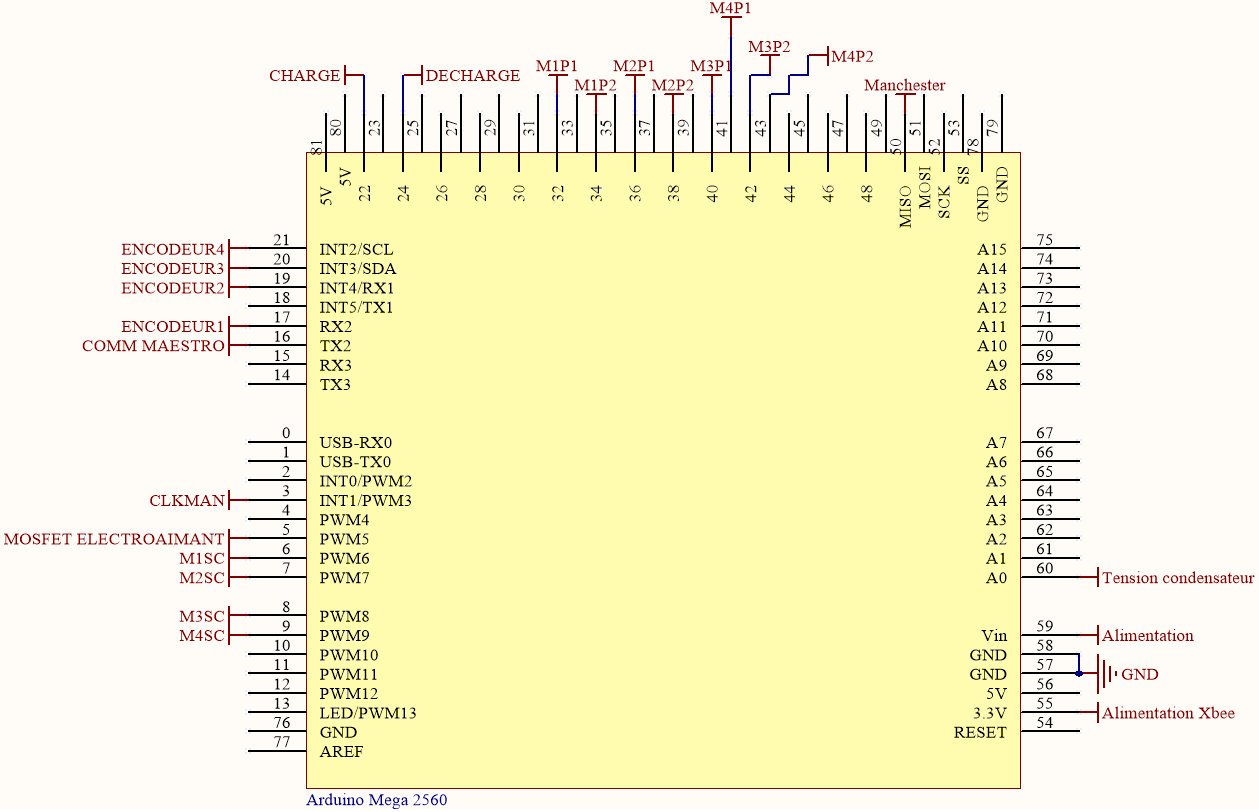 M4P1
M3P2
M4P2
CHARGE
DECHARGE
M1P1
M2P1
M3P1
M1P2
M2P2
Manchester
81
80
23
25
27
29
31
33
35
37
39
41
43
45
47
49
50
51
52
53
78
79
5V
5V
22
24
26
28
30
32
34
36
38
40
42
44
46
48
MISO
MOSI
SCK
SS
GND
GND
ENCODEUR4 21 INT2/SCL
ENCODEUR3 20 INT3/SDA
ENCODEUR2 19 INT4/RX1
18 INT5/TX1
ENCODEUR1 17 RX2
COMM MAESTRO 16 TX2
15 RX3
14 TX3
0 USB-RX0
1 USB-TX0
2 INT0/PWM2
CLKMAN 3 INT1/PWM3
4 PWM4
MOSFET ELECTROAIMANT 5 PWM5
M1SC 6 PWM6
M2SC 7 PWM7
M3SC 8 PWM8
M4SC 9 PWM9
10 PWM10
11 PWM11
12 PWM12
13 LED/PWM13
76 GND
77 AREF
A15 75
A14 74
A13 73
A12 72
A11 71
A10 70
A9 69
A8 68
A7 67
A6 66
A5 65
A4 64
A3 63
A2 62
A1 61
A0 60 Tension condensateur
Vin 59 Alimentation
GND 58
GND 57 GND
5V 56
3.3V 55 Alimentation Xbee
RESET 54
Arduino Mega 2560